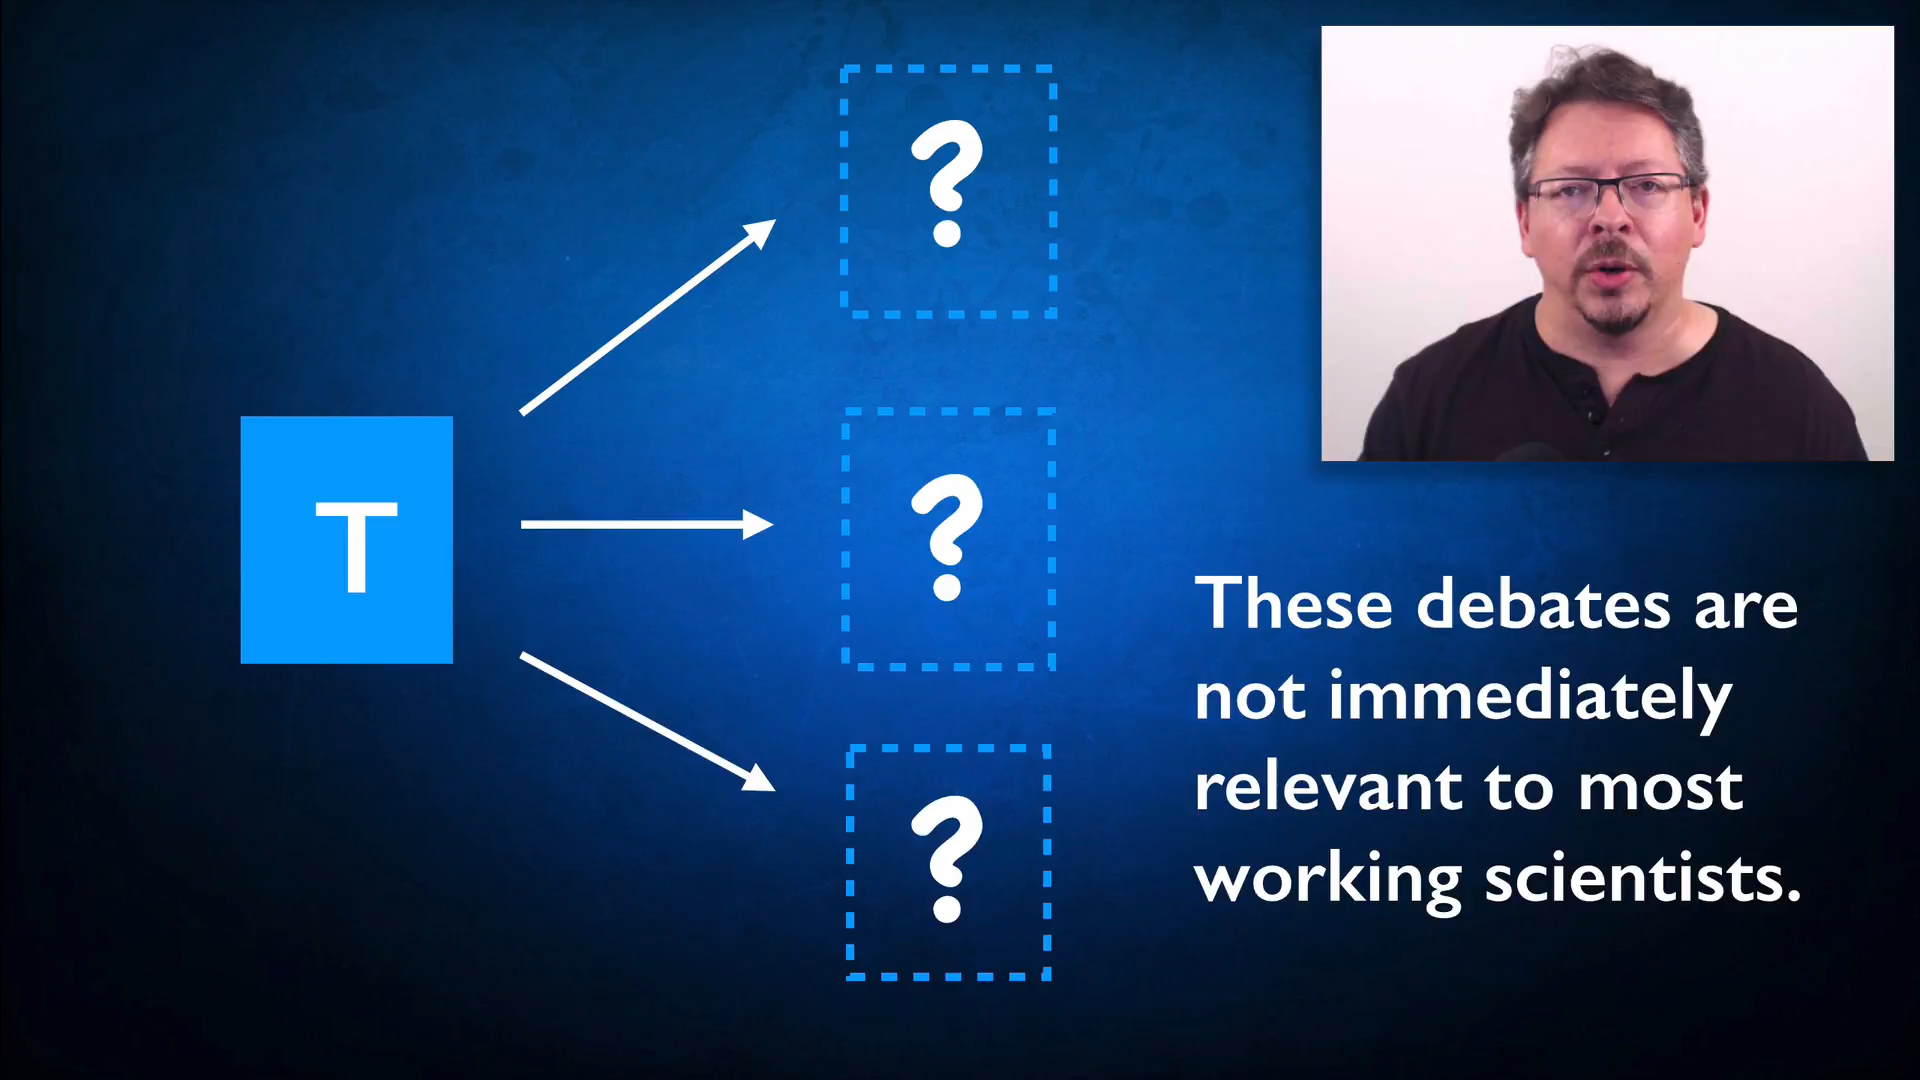 T
?
?
?
These debates are
not immediately
relevant to most
working scientists.